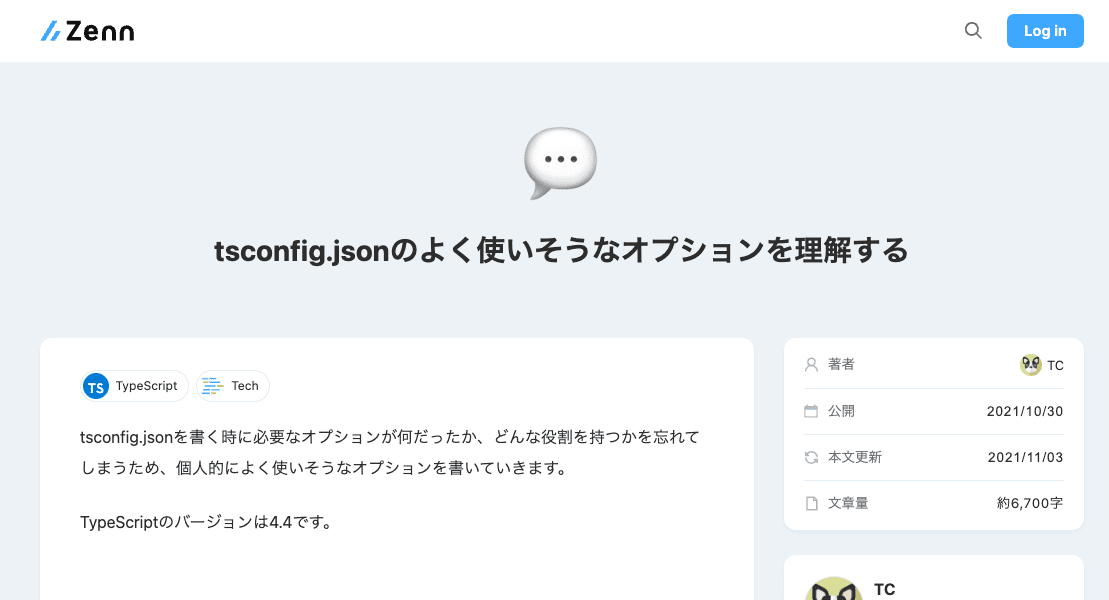 Zenn
Log in
tsconfig.jsonのよく使いそうなオプションを理解する
TS TypeScript Tech
tsconfig.jsonを書く時に必要なオプションが何だったか、どんな役割を持つかを忘れて
しまうため、個人的によく使いそうなオプションを書いていきます。
TypeScriptのバージョンは4.4です。
著者 TC
公開 2021/10/30
本文更新 2021/11/03
文章量 約6,700字
TC